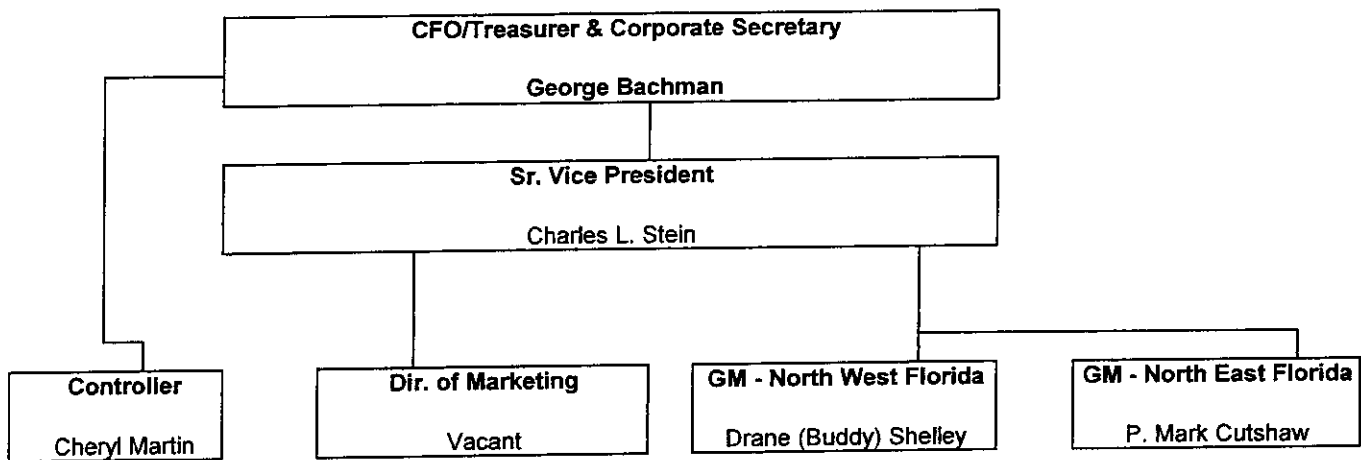 CFO/Treasurer & Corporate Secretary
George Bachman
Sr. Vice President
Charles L. Stein
Controller
Cheryl Martin
Dir. of Marketing
Vacant
GM - North West Florida
Drane (Buddy) Shelley
GM - North East Florida
P. Mark Cutshaw